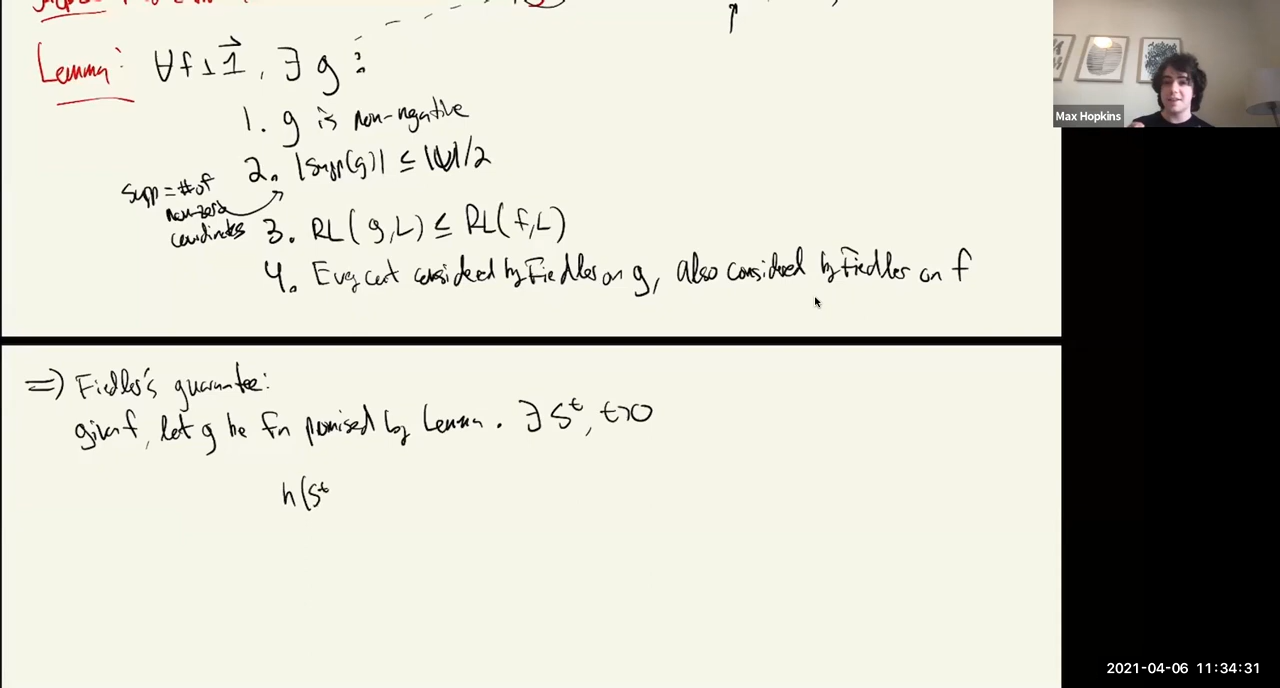 Lemma: ∀f⊥1⃗, ∃ g:
1. g is non-negative
2. |supp(g)| ≤ |V|/2
supp = # of
non-zero
coordinates
3. RL(g,L) ≤ RL(f,L)
4. Every cut considered by Fiedler on g, also considered by Fiedler on f
=> Fiedler's guarantee:
given f, let g be fn promised by Lemma. ∃ S^t, t>0
h(S^t
Max Hopkins
2021-04-06 11:34:31